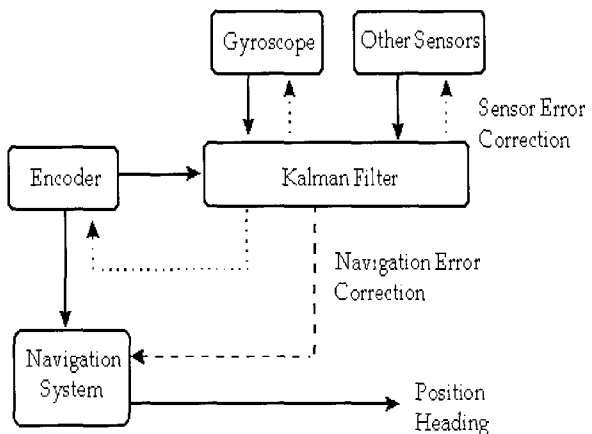 Gyroscope
Other Sensors
Sensor Error
Correction
Encoder
Kalman Filter
Navigation Error
Correction
Navigation
System
Position
Heading